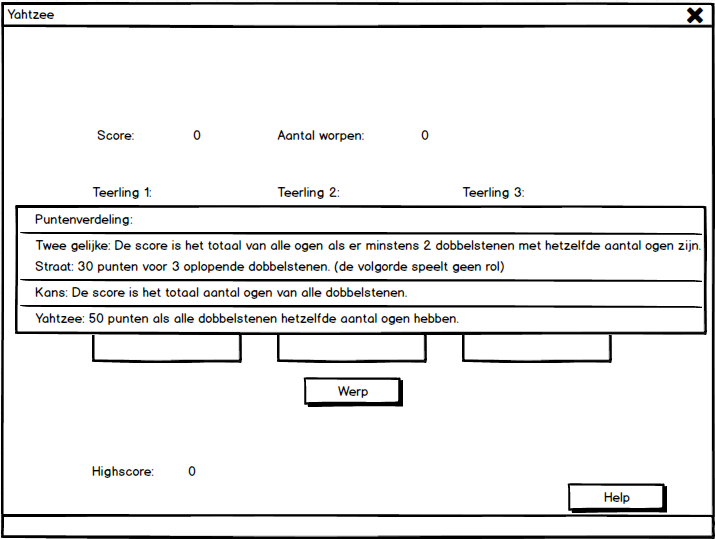 Yahtzee
Score: 0 Aantal worpen: 0
Teerling 1: Teerling 2: Teerling 3:
Puntenverdeling:
Twee gelijke: De score is het totaal van alle ogen als er minstens 2 dobbelstenen met hetzelfde aantal ogen zijn.
Straat: 30 punten voor 3 oplopende dobbelstenen. (de volgorde speelt geen rol)
Kans: De score is het totaal aantal ogen van alle dobbelstenen.
Yahtzee: 50 punten als alle dobbelstenen hetzelfde aantal ogen hebben.
Werp
Highscore: 0
Help